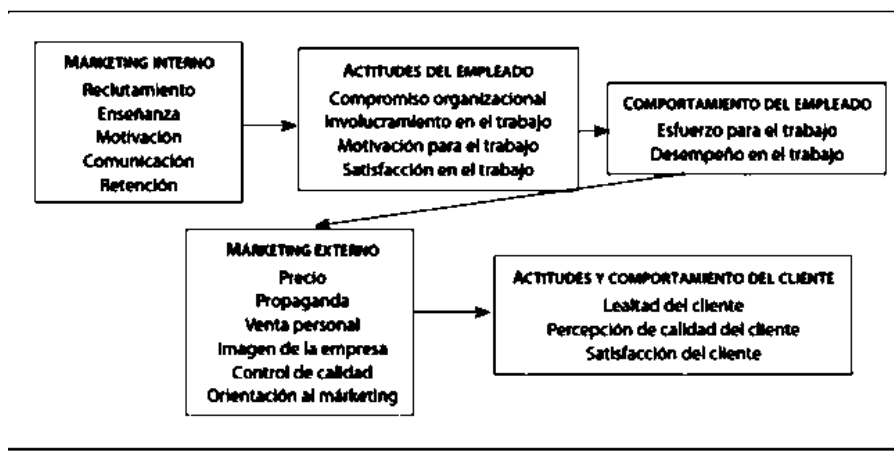 MARKETING INTERNO
Reclutamiento
Enseñanza
Motivación
Comunicación
Retención
ACTITUDES DEL EMPLEADO
Compromiso organizacional
Involucramiento en el trabajo
Motivación para el trabajo
Satisfacción en el trabajo
COMPORTAMIENTO DEL EMPLEADO
Esfuerzo para el trabajo
Desempeño en el trabajo
MARKETING EXTERNO
Precio
Propaganda
Venta personal
Imagen de la empresa
Control de calidad
Orientación al márketing
ACTITUDES Y COMPORTAMIENTO DEL CLIENTE
Lealtad del cliente
Percepción de calidad del cliente
Satisfacción del cliente